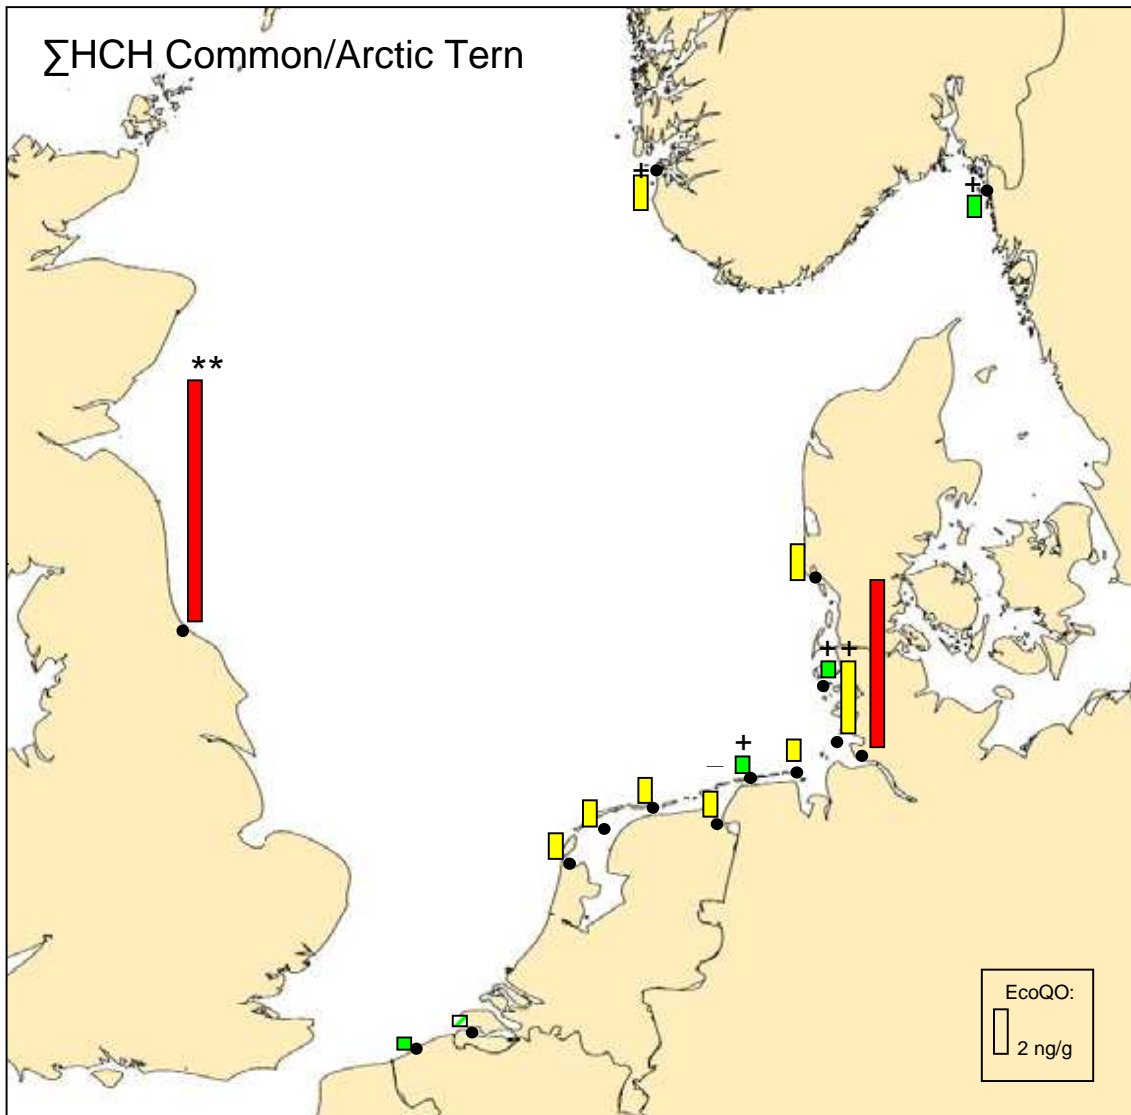 ∑HCH Common/Arctic Tern
+
+
**
+ +
+
_
EcoQO:
2 ng/g